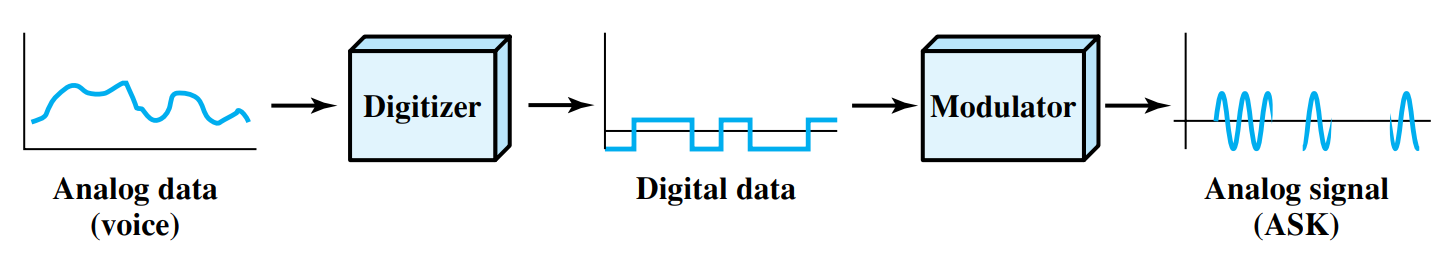 Digitizer
Modulator
Analog data
(voice)
Digital data
Analog signal
(ASK)